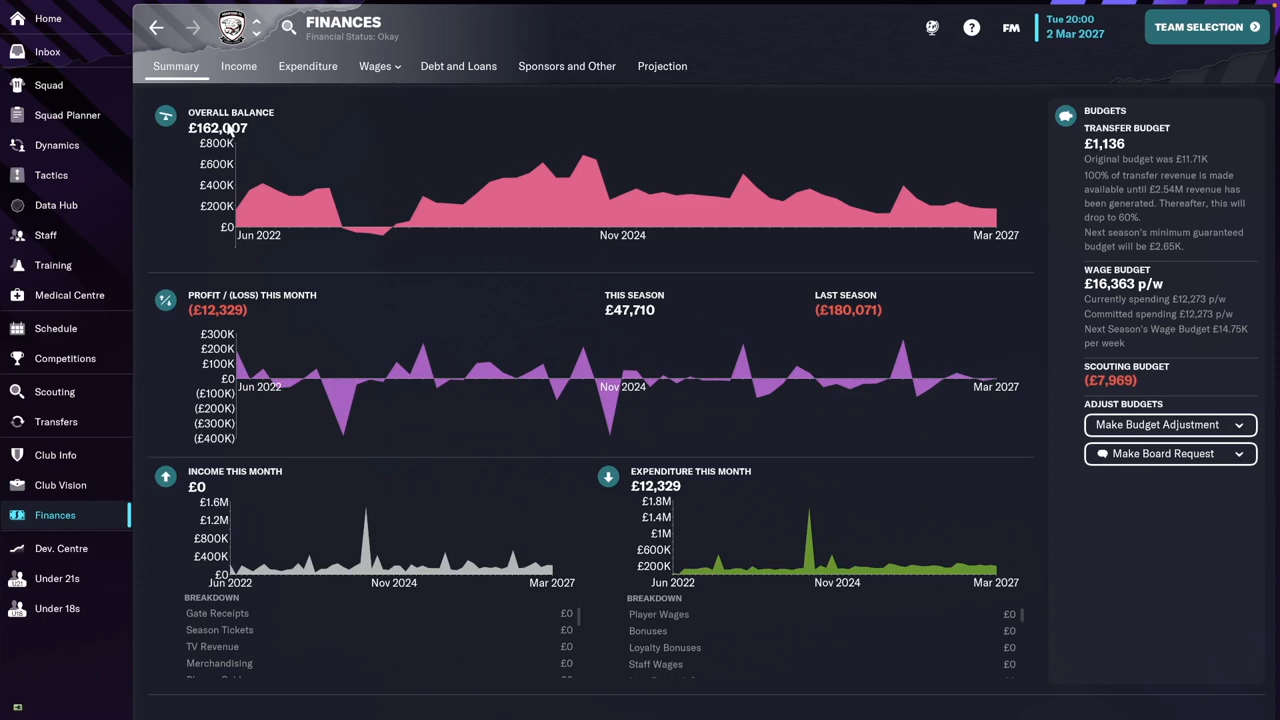 Home
Inbox
Squad
Squad Planner
Dynamics
Tactics
Data Hub
Staff
Training
Medical Centre
Schedule
Competitions
Scouting
Transfers
Club Info
Club Vision
Finances
Dev. Centre
U21
Under 21s
U18
Under 18s
FINANCES
Financial Status: Okay
?
FM
Tue 20:00
2 Mar 2027
TEAM SELECTION
Summary Income Expenditure Wages Debt and Loans Sponsors and Other Projection
OVERALL BALANCE
£162,007
£800K
£600K
£400K
£200K
£0
Jun 2022 Nov 2024 Mar 2027
PROFIT / (LOSS) THIS MONTH
(£12,329)
THIS SEASON
£47,710
LAST SEASON
(£180,071)
£300K
£200K
£100K
£0
(£100K)
(£200K)
(£300K)
(£400K)
Jun 2022 Nov 2024 Mar 2027
INCOME THIS MONTH
£0
£1.6M
£1.2M
£800K
£400K
£0
Jun 2022 Nov 2024 Mar 2027
BREAKDOWN
Gate Receipts £0
Season Tickets £0
TV Revenue £0
Merchandising £0
EXPENDITURE THIS MONTH
£12,329
£1.8M
£1.4M
£1M
£600K
£200K
Jun 2022 Nov 2024 Mar 2027
BREAKDOWN
Player Wages £0
Bonuses £0
Loyalty Bonuses £0
Staff Wages £0
BUDGETS
TRANSFER BUDGET
£1,136
Original budget was £11.71K
100% of transfer revenue is made
available until £2.54M revenue has
been generated. Thereafter, this will
drop to 60%.
Next season's minimum guaranteed
budget will be £2.65K.
WAGE BUDGET
£16,363 p/w
Currently spending £12,273 p/w
Committed spending £12,273 p/w
Next Season's Wage Budget £14.75K
per week
SCOUTING BUDGET
(£7,969)
ADJUST BUDGETS
Make Budget Adjustment
Make Board Request